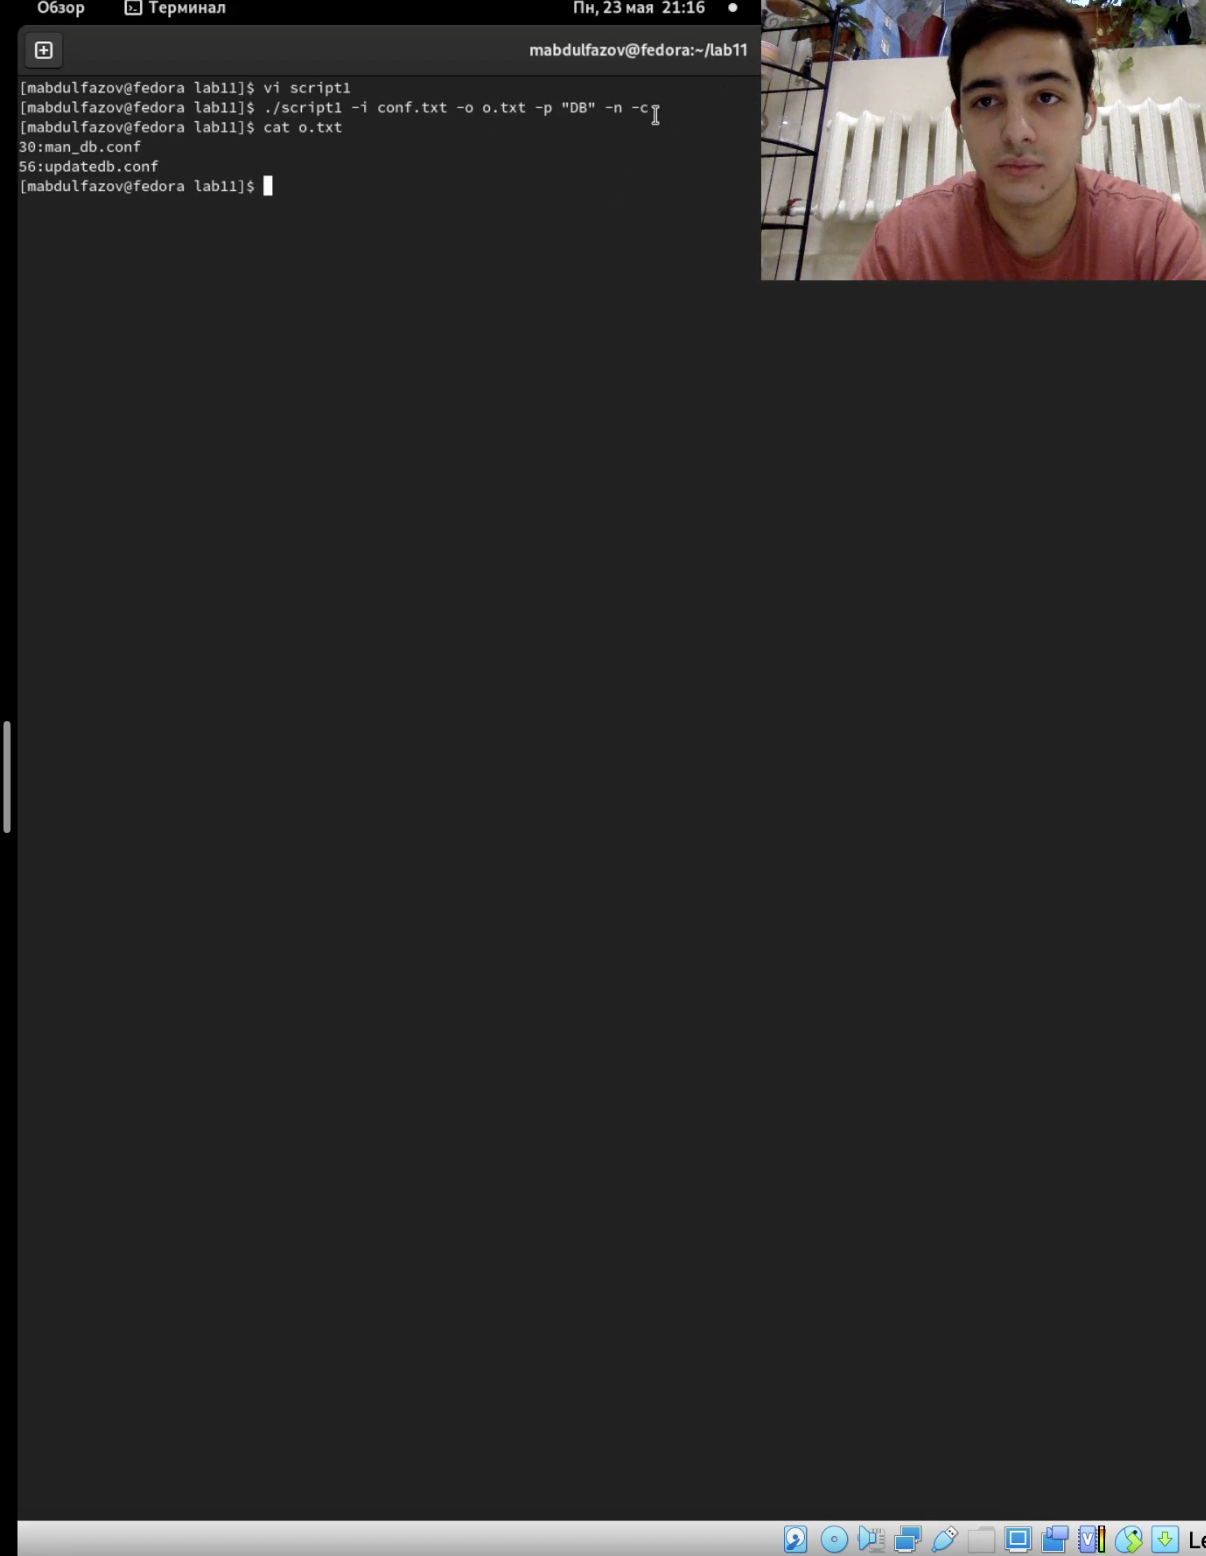 Обзор Терминал Пн, 23 мая 21:16
mabdulfazov@fedora:~/lab11
[mabdulfazov@fedora lab11]$ vi script1
[mabdulfazov@fedora lab11]$ ./script1 -i conf.txt -o o.txt -p "DB" -n -c
[mabdulfazov@fedora lab11]$ cat o.txt
30:man_db.conf
56:updatedb.conf
[mabdulfazov@fedora lab11]$
Le